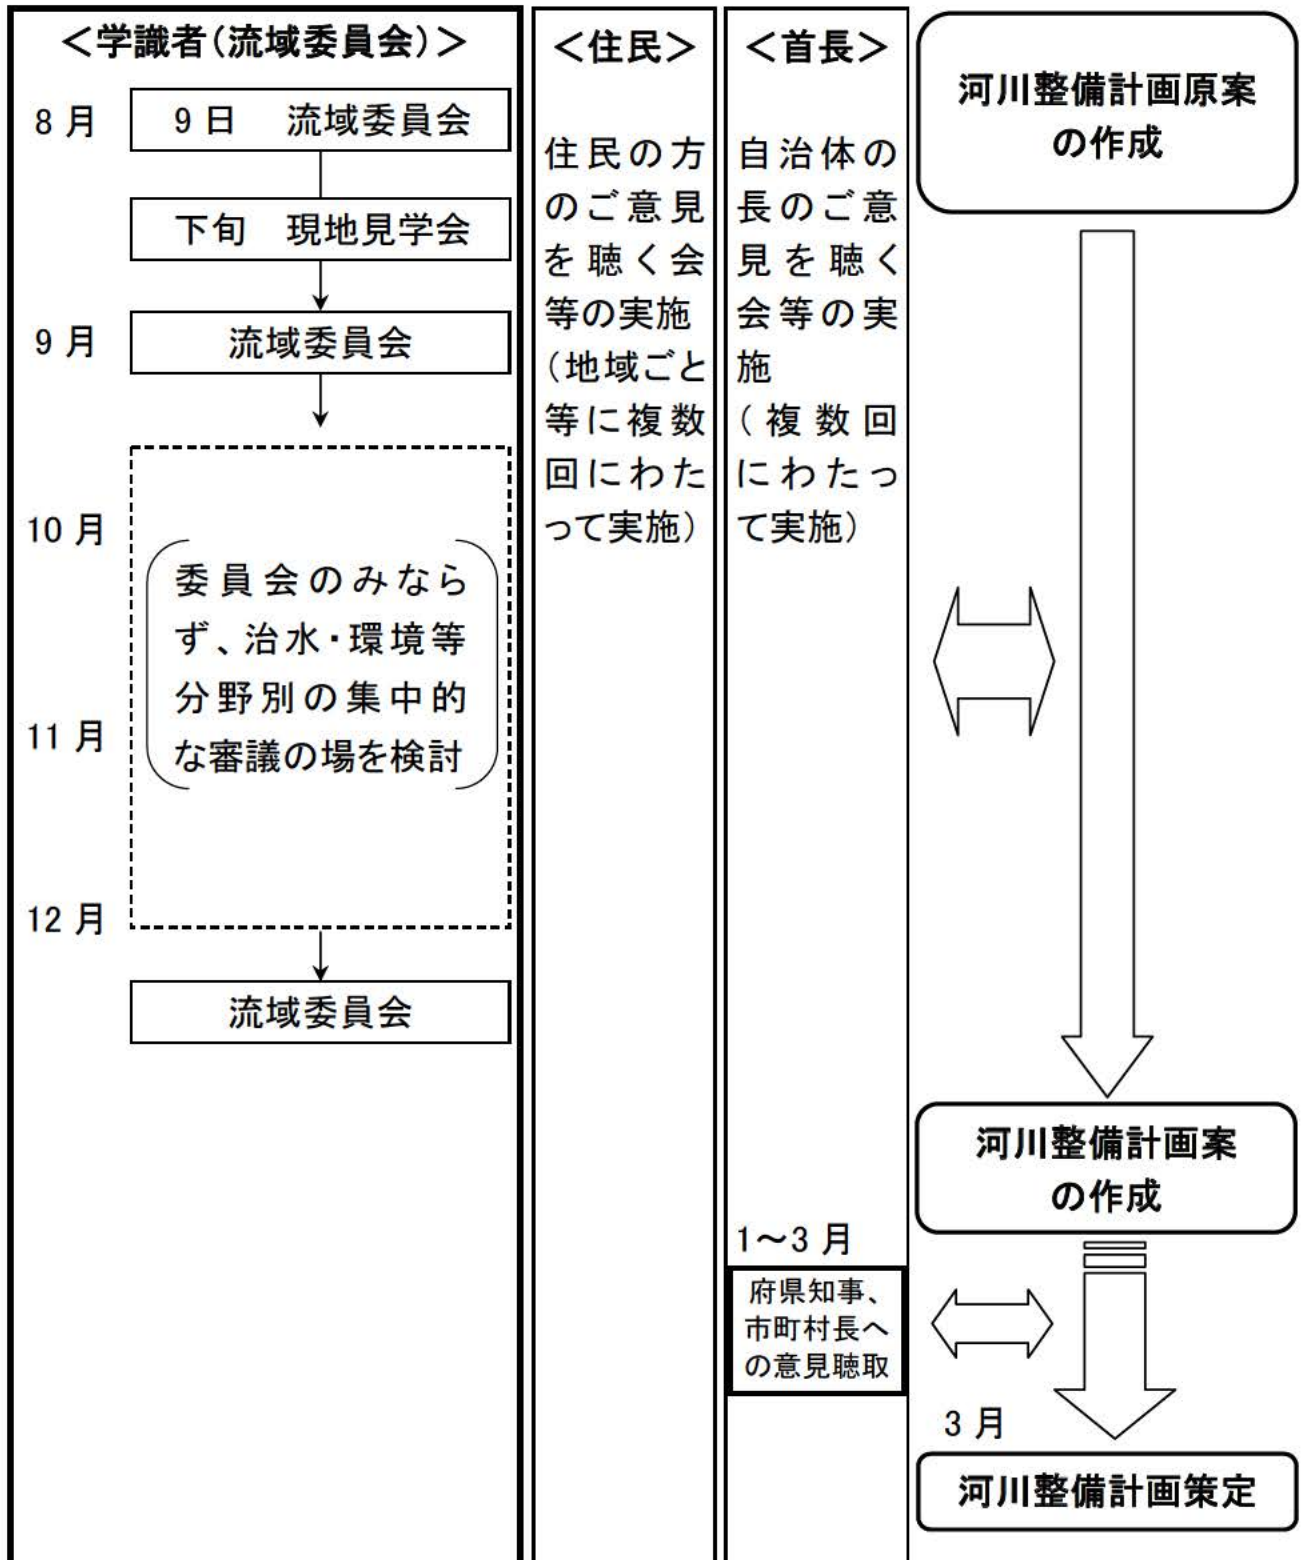 ＜学識者（流域委員会）＞
8 月
9 日　流域委員会
下旬　現地見学会
9 月
流域委員会
10 月
委員会のみなら
ず、治水・環境等
分野別の集中的
な審議の場を検討
11 月
12 月
流域委員会
＜住民＞
住民の方
のご意見
を聴く会
等の実施
（地域ごと
等に複数
回にわた
って実施）
＜首長＞
自治体の
長のご意
見を聴く
会等の実
施
（複数回
にわたっ
て実施）
1～3 月
府県知事、
市町村長へ
の意見聴取
河川整備計画原案
の作成
河川整備計画案
の作成
3 月
河川整備計画策定